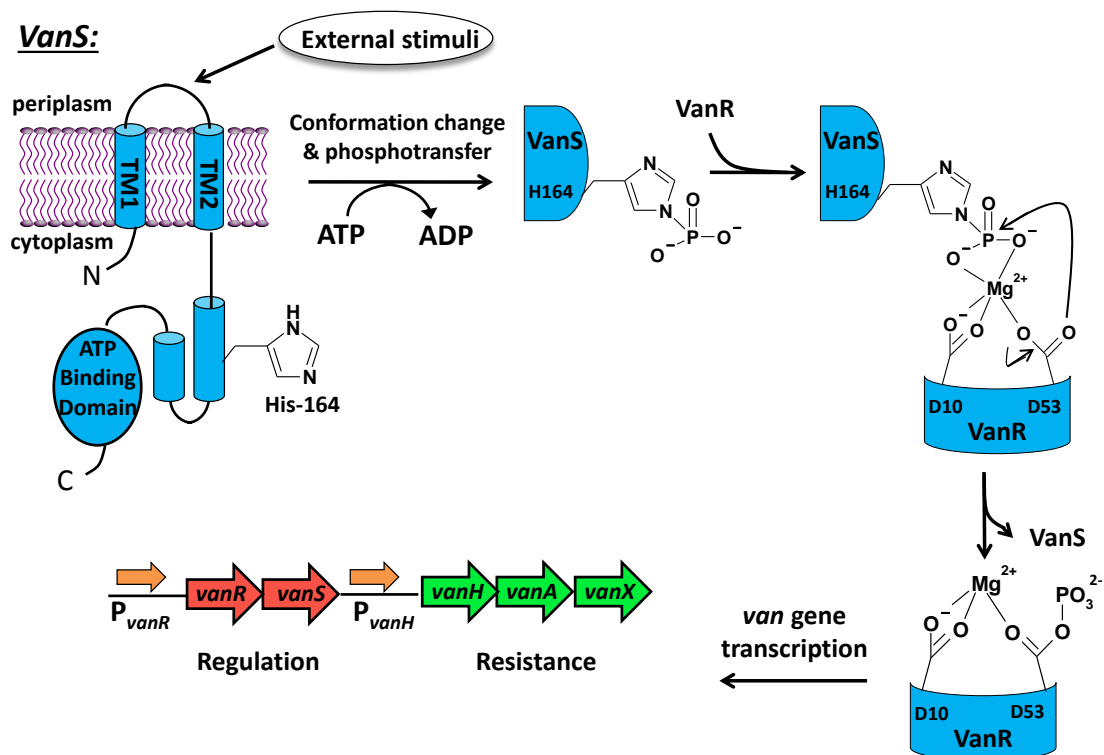 VanS:
External stimuli
periplasm
TM1
TM2
cytoplasm
N
ATP
Binding
Domain
C
H
N
N
His-164
Conformation change
& phosphotransfer
ATP
ADP
VanS
H164
N
N
O
P
O⁻
O⁻
VanR
VanS
H164
N
N
O
P
O⁻
O⁻
Mg²⁺
O⁻
O
O
O
D10
D53
VanR
VanS
Mg²⁺
O⁻
O
O
O
PO₃²⁻
D10
D53
VanR
van gene
transcription
P_vanR
vanR
vanS
P_vanH
vanH
vanA
vanX
Regulation
Resistance